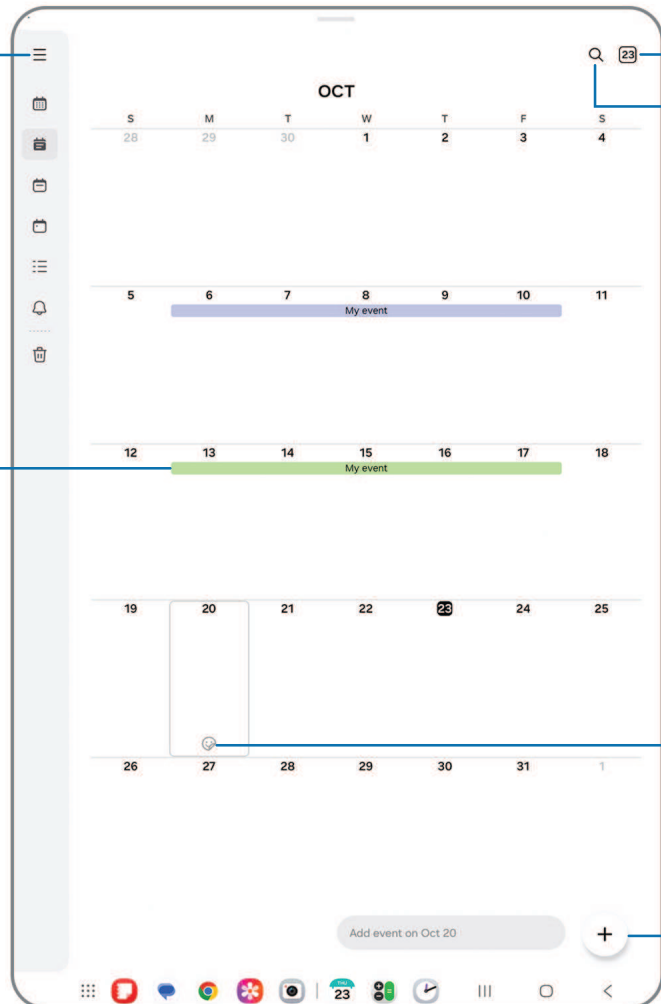 23
OCT
S M T W T F S
28 29 30 1 2 3 4
5 6 7 8 9 10 11
My event
12 13 14 15 16 17 18
My event
19 20 21 22 23 24 25
26 27 28 29 30 31 1
Add event on Oct 20
THU
23